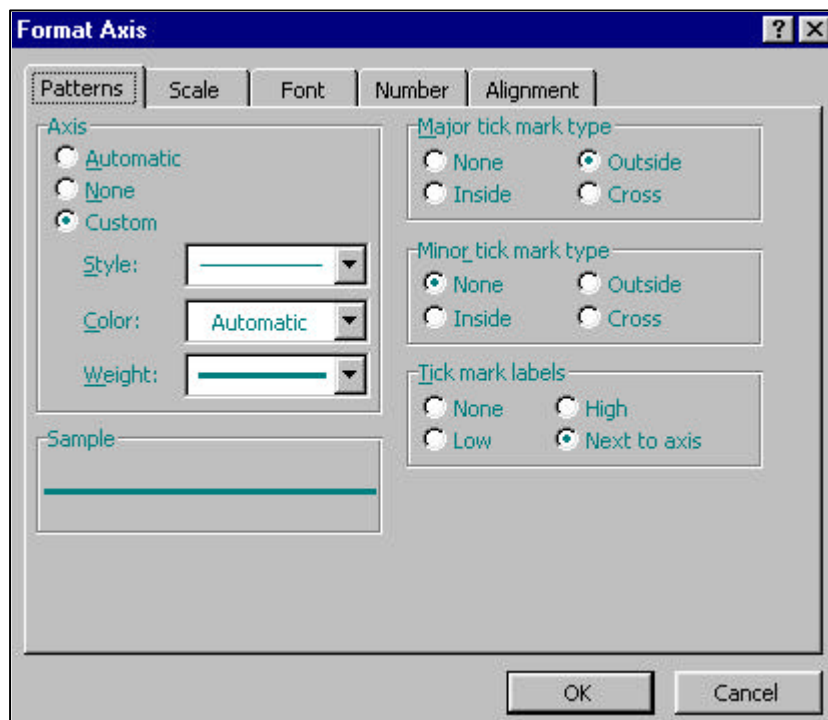 Format Axis
Patterns Scale Font Number Alignment
Axis
Automatic
None
Custom
Style:
Color: Automatic
Weight:
Sample
Major tick mark type
None Outside
Inside Cross
Minor tick mark type
None Outside
Inside Cross
Tick mark labels
None High
Low Next to axis
OK Cancel